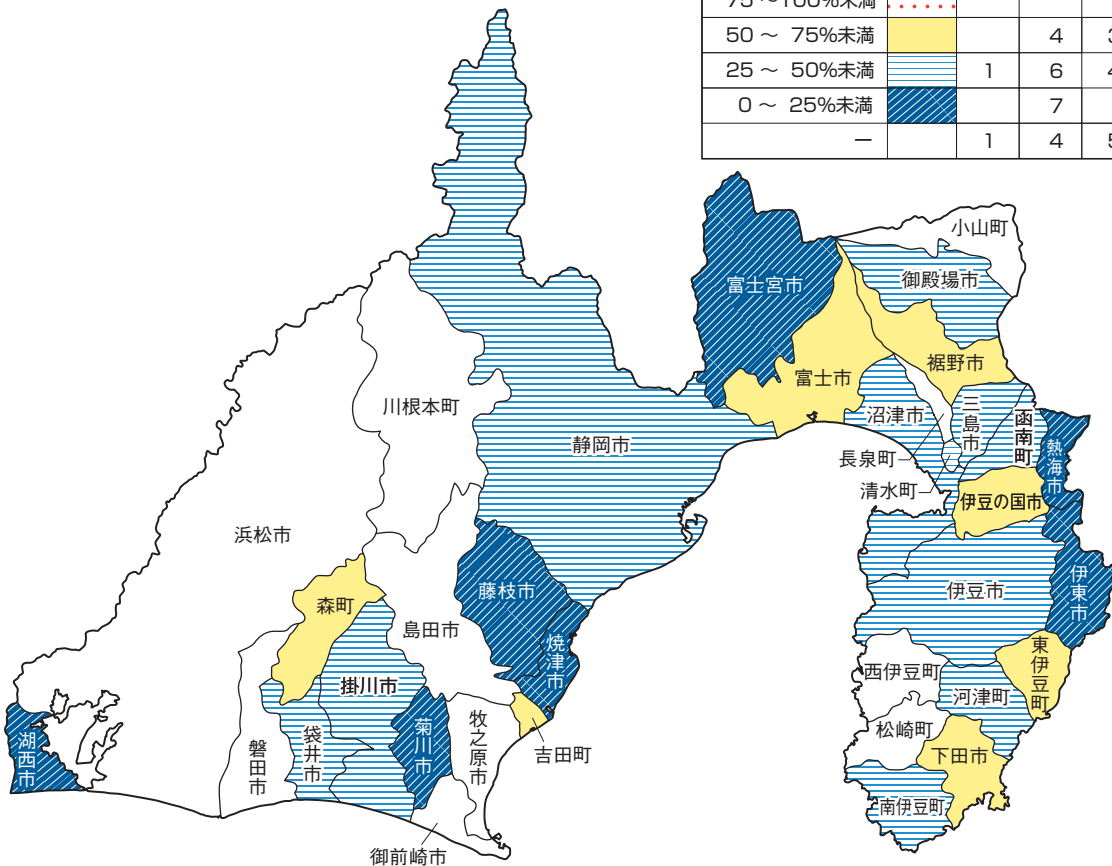 75 ～100%未満
50 ～ 75%未満 4 3
25 ～ 50%未満 1 6 4
0 ～ 25%未満 7
ー 1 4 5
小山町
御殿場市
富士宮市
裾野市
富士市
川根本町
沼津市
三島市
函南町
静岡市
長泉町
熱海市
清水町
伊豆の国市
浜松市
伊東市
藤枝市
伊豆市
森町
島田市
焼津市
東伊豆町
西伊豆町
掛川市
河津町
菊川市
牧之原市
松崎町
袋井市
磐田市
湖西市
吉田町
下田市
南伊豆町
御前崎市